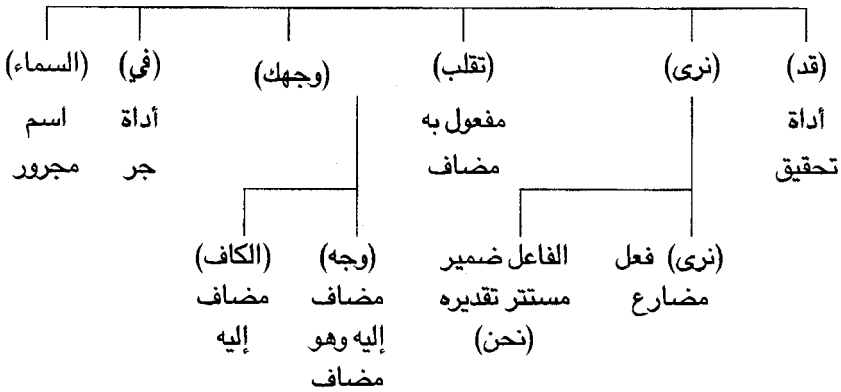 (قد) (نرى) (تقلب) (وجهك) (في) (السماء)
أداة مفعول به أداة اسم
تحقيق مضاف جر مجرور
(نرى) فعل الفاعل ضمير (وجه) (الكاف)
مضارع مستتر تقديره مضاف مضاف
(نحن) إليه وهو إليه
مضاف